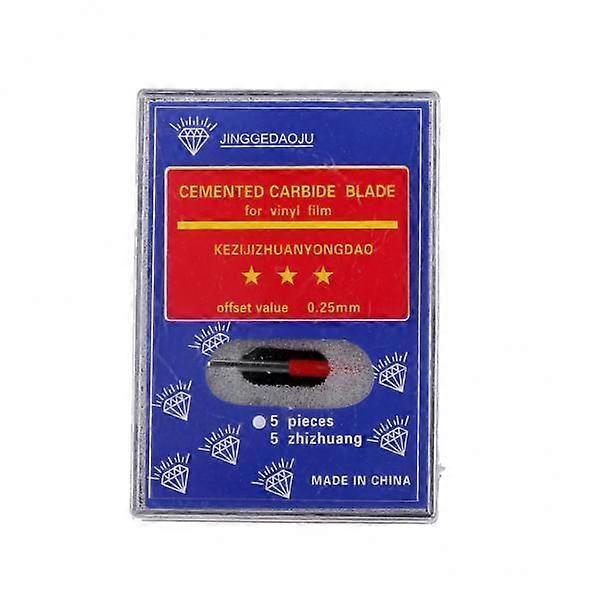 JINGGEDAOJU
CEMENTED CARBIDE BLADE
for vinyl film
KEZIJIZHUANYONGDAO
offset value 0.25mm
5 pieces
5 zhizhuang
MADE IN CHINA